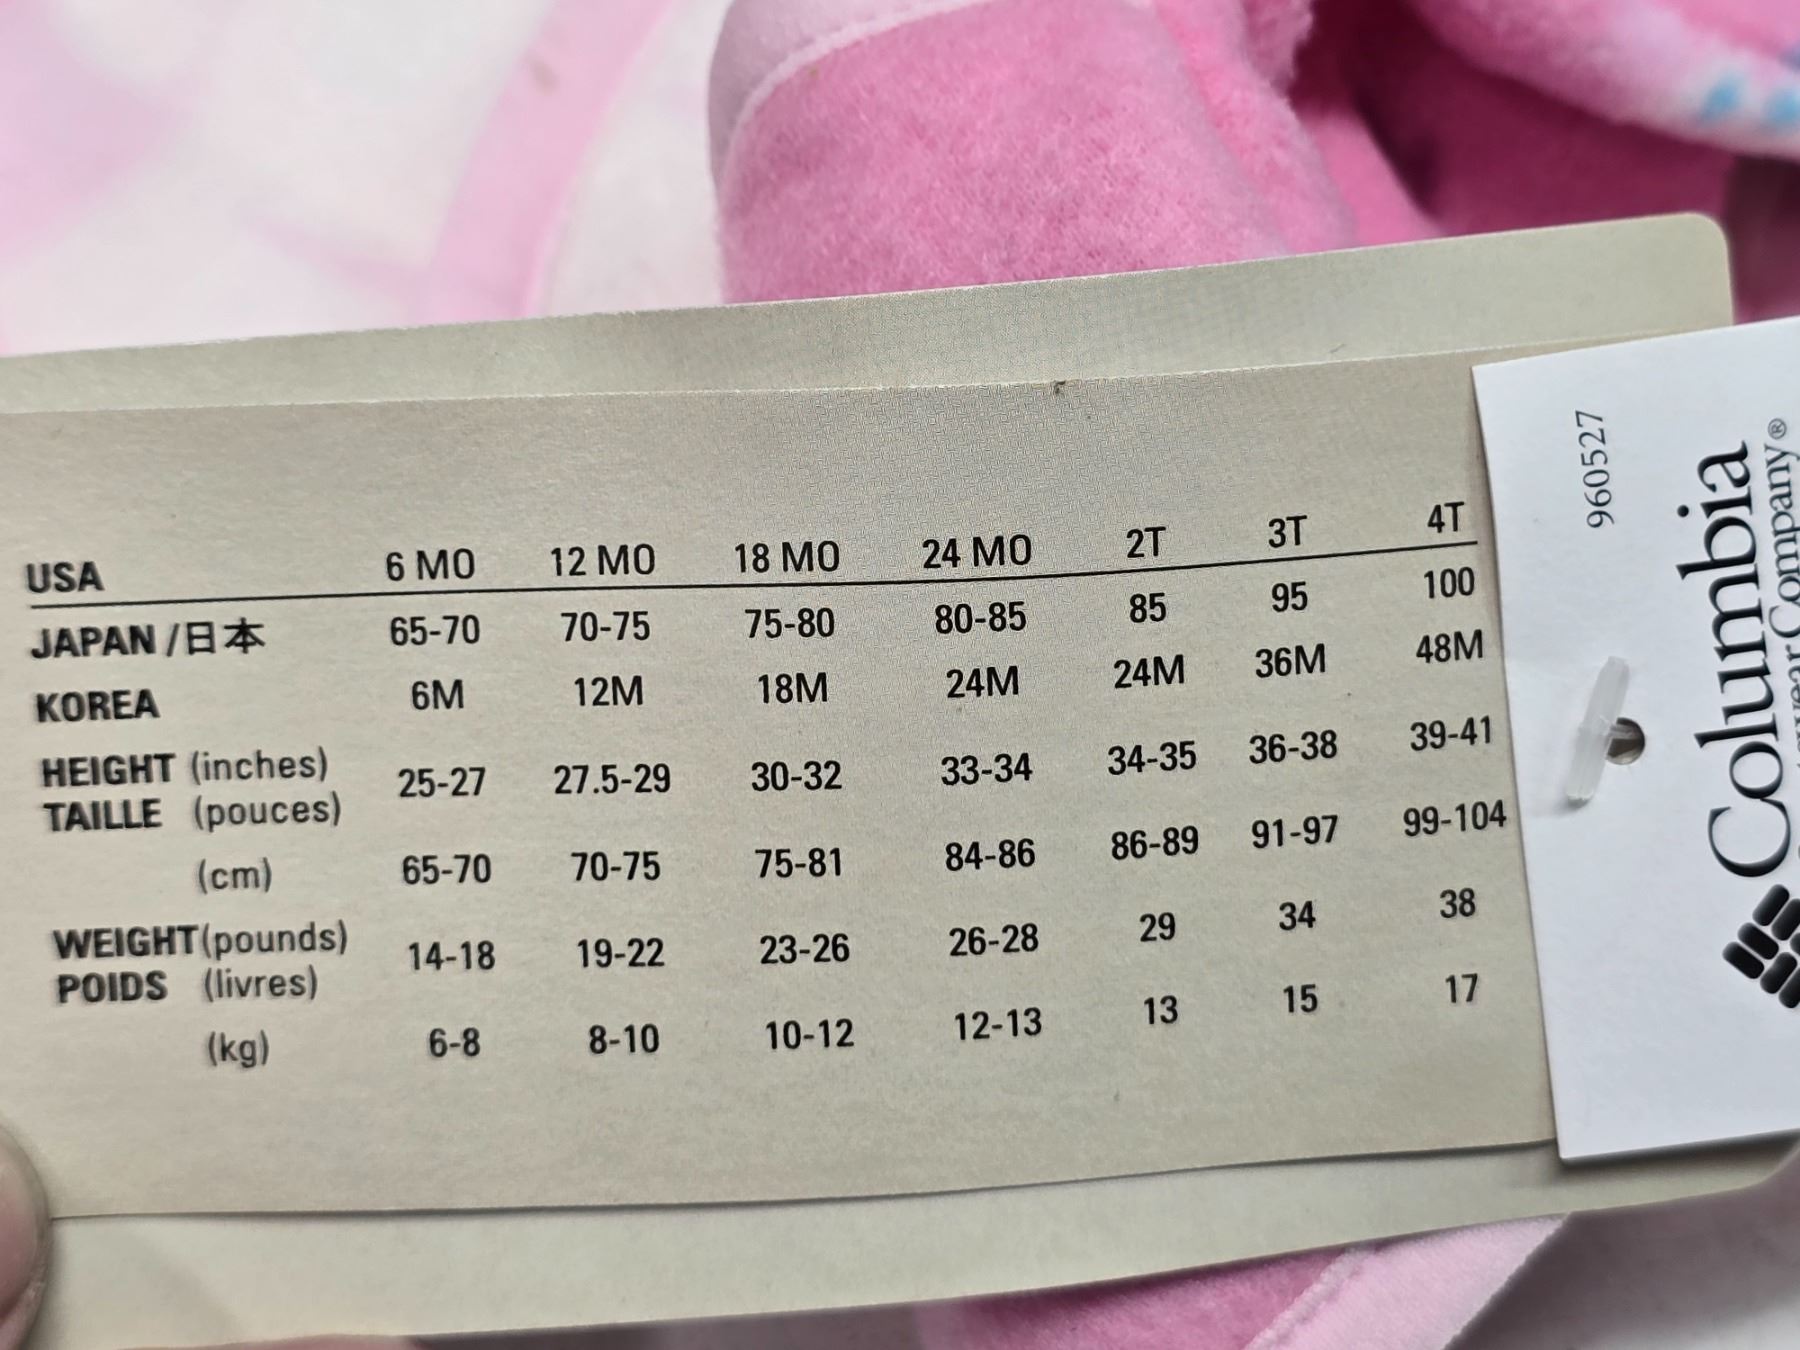 USA 6 MO 12 MO 18 MO 24 MO 2T 3T 4T
JAPAN /日本 65-70 70-75 75-80 80-85 85 95 100
KOREA 6M 12M 18M 24M 24M 36M 48M
HEIGHT (inches) 25-27 27.5-29 30-32 33-34 34-35 36-38 39-41
TAILLE (pouces)
(cm) 65-70 70-75 75-81 84-86 86-89 91-97 99-104
WEIGHT(pounds) 14-18 19-22 23-26 26-28 29 34 38
POIDS (livres)
(kg) 6-8 8-10 10-12 12-13 13 15 17
960527
Columbia
Company®